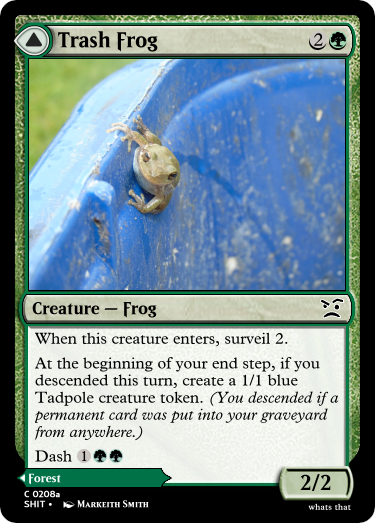 Trash Frog 2
Creature — Frog
When this creature enters, surveil 2.
At the beginning of your end step, if you
descended this turn, create a 1/1 blue
Tadpole creature token. (You descended if a
permanent card was put into your graveyard
from anywhere.)
Dash 1
Forest
2/2
C 0208a
SHIT • Markeith Smith
whats that